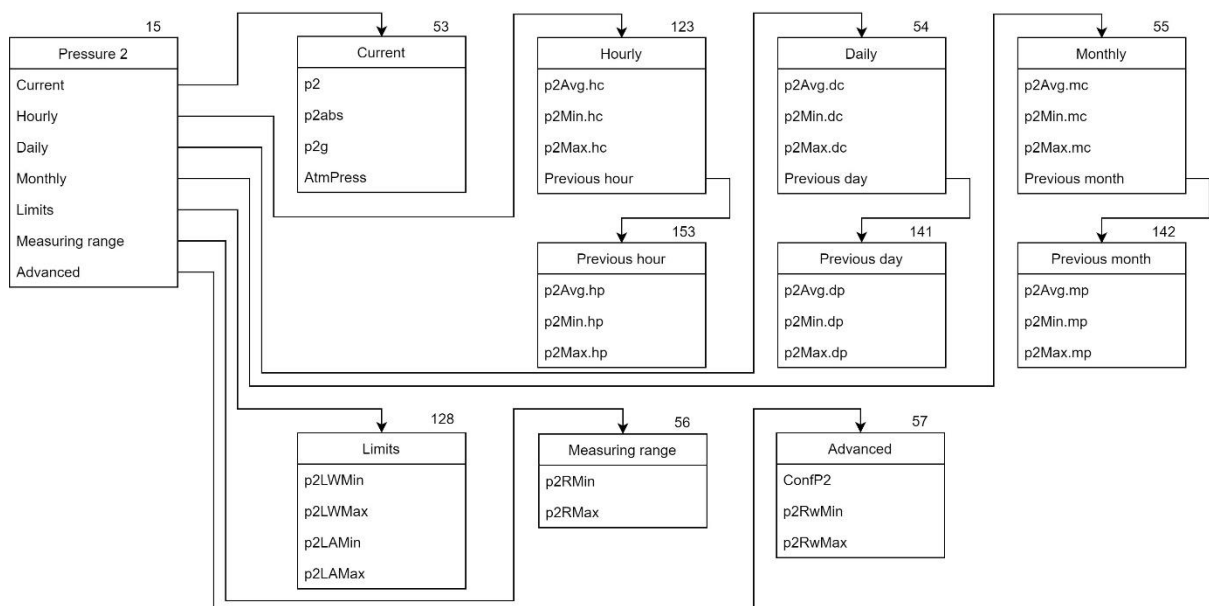 15
Pressure 2
Current
Hourly
Daily
Monthly
Limits
Measuring range
Advanced
53
Current
p2
p2abs
p2g
AtmPress
123
Hourly
p2Avg.hc
p2Min.hc
p2Max.hc
Previous hour
54
Daily
p2Avg.dc
p2Min.dc
p2Max.dc
Previous day
55
Monthly
p2Avg.mc
p2Min.mc
p2Max.mc
Previous month
153
Previous hour
p2Avg.hp
p2Min.hp
p2Max.hp
141
Previous day
p2Avg.dp
p2Min.dp
p2Max.dp
142
Previous month
p2Avg.mp
p2Min.mp
p2Max.mp
128
Limits
p2LWMin
p2LWMax
p2LAMin
p2LAMax
56
Measuring range
p2RMin
p2RMax
57
Advanced
ConfP2
p2RwMin
p2RwMax